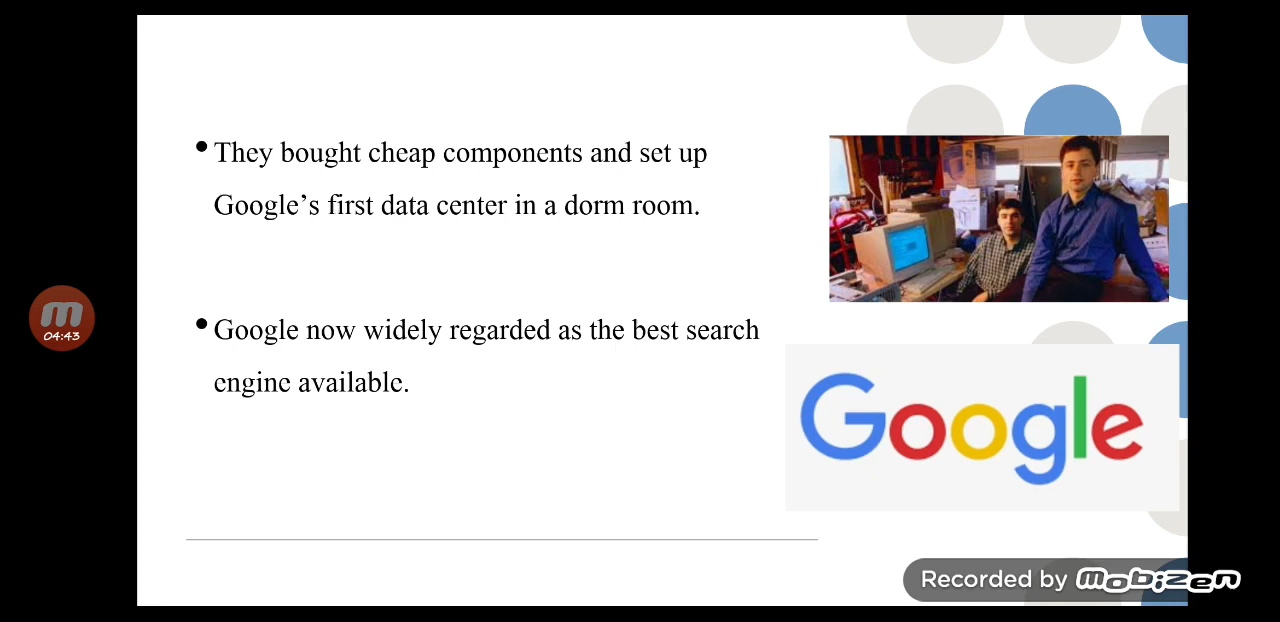 • They bought cheap components and set up
Google’s first data center in a dorm room.
• Google now widely regarded as the best search
engine available.
Google
m
04:43
Recorded by mobizen